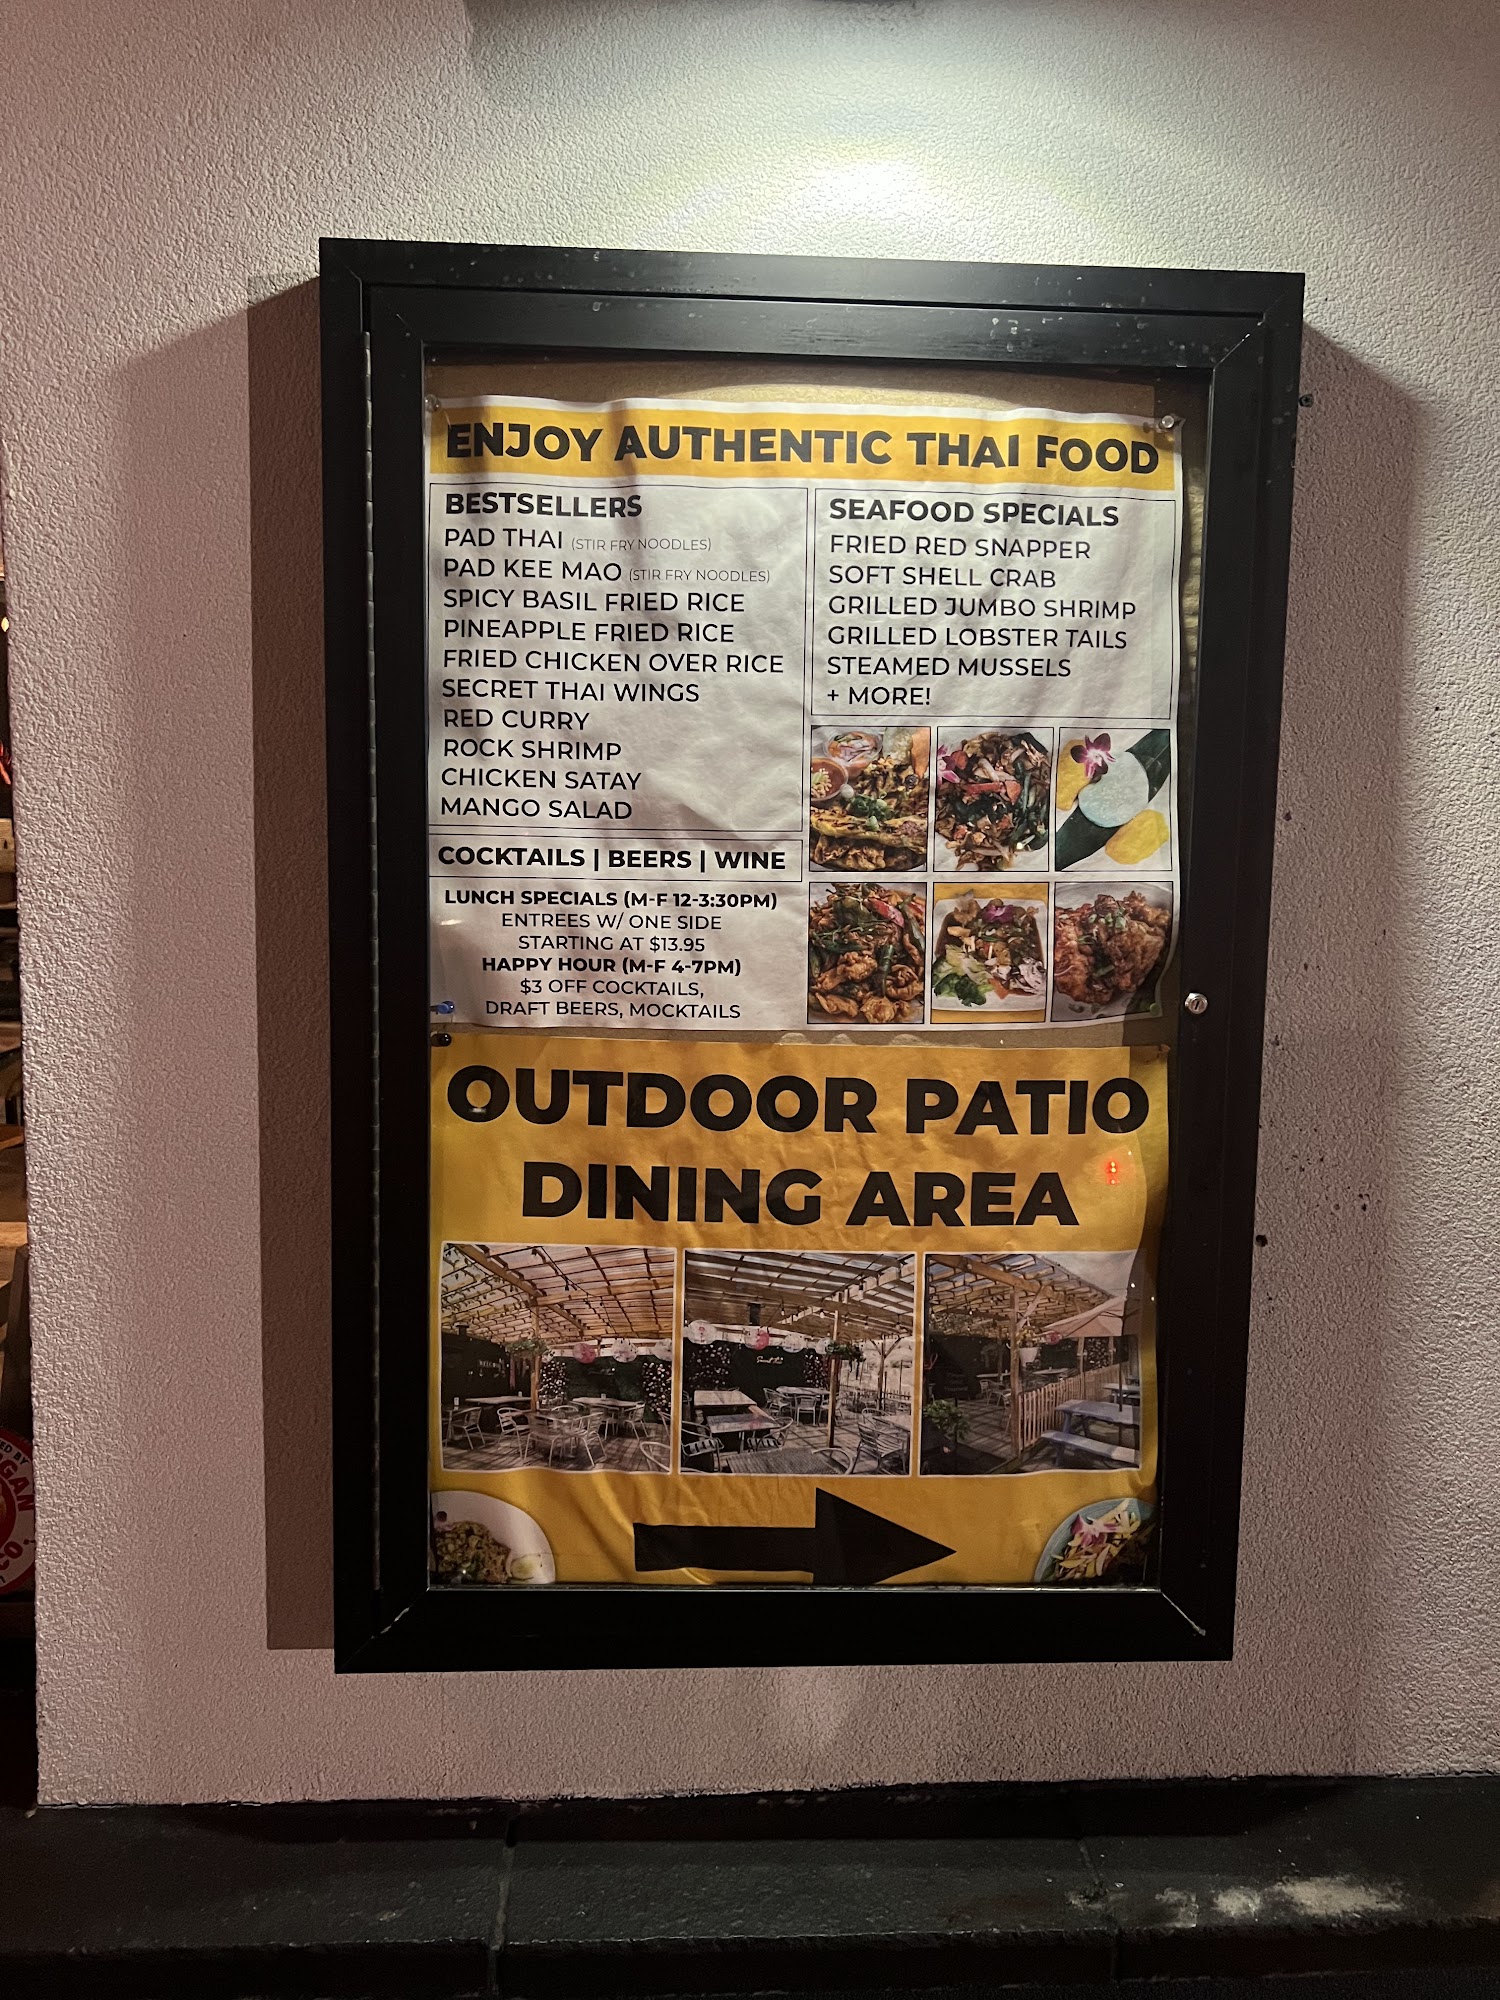 ENJOY AUTHENTIC THAI FOOD
BESTSELLERS
PAD THAI (STIR FRY NOODLES)
PAD KEE MAO (STIR FRY NOODLES)
SPICY BASIL FRIED RICE
PINEAPPLE FRIED RICE
FRIED CHICKEN OVER RICE
SECRET THAI WINGS
RED CURRY
ROCK SHRIMP
CHICKEN SATAY
MANGO SALAD
COCKTAILS | BEERS | WINE
LUNCH SPECIALS (M-F 12-3:30PM)
ENTREES W/ ONE SIDE
STARTING AT $13.95
HAPPY HOUR (M-F 4-7PM)
$3 OFF COCKTAILS,
DRAFT BEERS, MOCKTAILS
SEAFOOD SPECIALS
FRIED RED SNAPPER
SOFT SHELL CRAB
GRILLED JUMBO SHRIMP
GRILLED LOBSTER TAILS
STEAMED MUSSELS
+ MORE!
OUTDOOR PATIO
DINING AREA